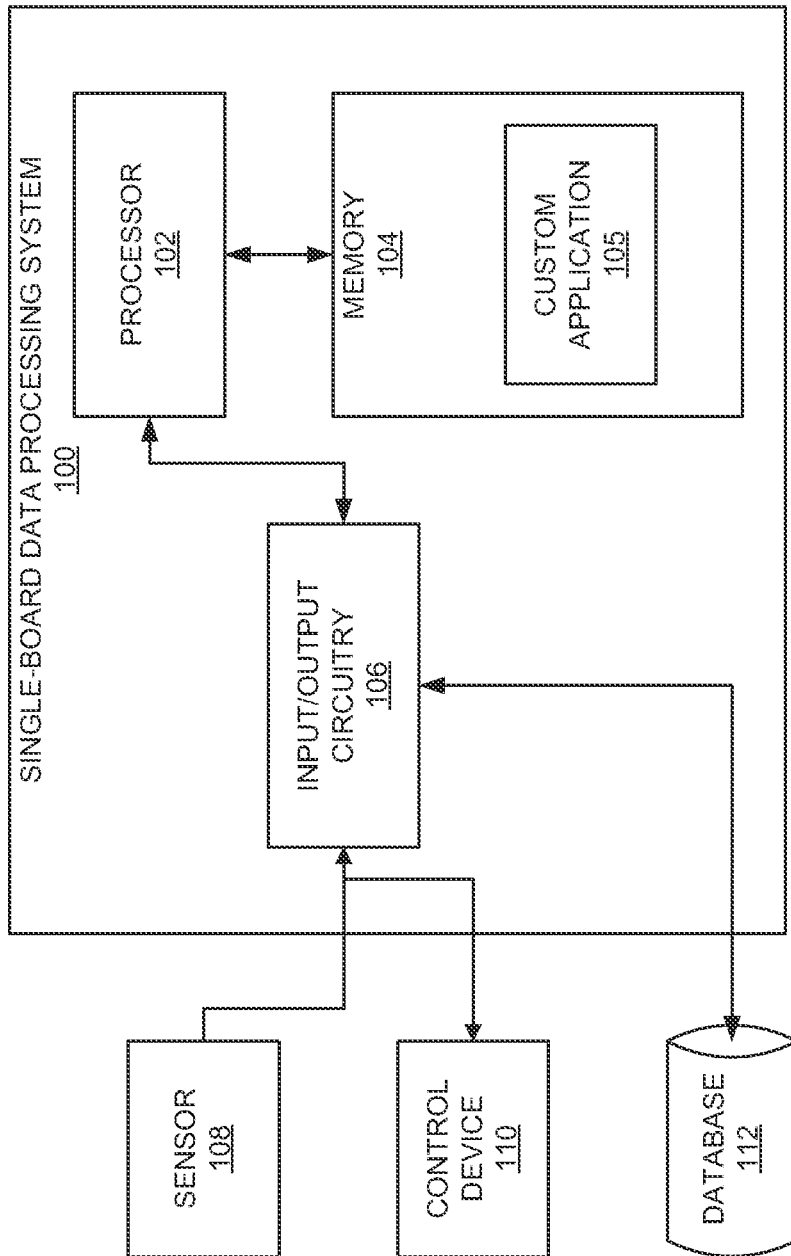 SINGLE-BOARD DATA PROCESSING SYSTEM
100
PROCESSOR
102
MEMORY
104
CUSTOM
APPLICATION
105
INPUT/OUTPUT
CIRCUITRY
106
SENSOR
108
CONTROL
DEVICE
110
DATABASE
112